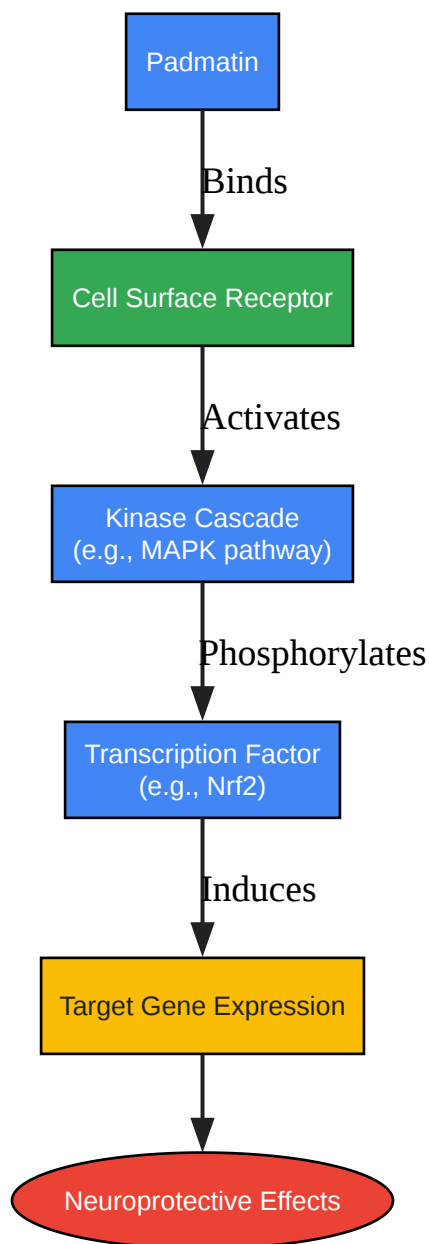 Padmatin
Binds
Cell Surface Receptor
Activates
Kinase Cascade
(e.g., MAPK pathway)
Phosphorylates
Transcription Factor
(e.g., Nrf2)
Induces
Target Gene Expression
Neuroprotective Effects